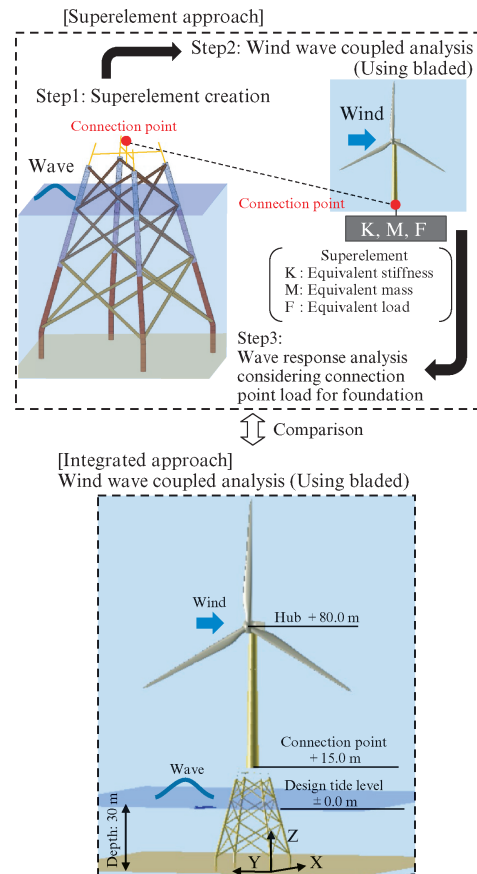 [Superelement approach]
Step2: Wind wave coupled analysis
(Using bladed)
Step1: Superelement creation
Connection point
Wave
Wind
Connection point
K, M, F
Superelement
K : Equivalent stiffness
M: Equivalent mass
F : Equivalent load
Step3:
Wave response analysis
considering connection
point load for foundation
Comparison
[Integrated approach]
Wind wave coupled analysis (Using bladed)
Wind
Hub + 80.0 m
Connection point
+ 15.0 m
Wave
Design tide level
± 0.0 m
Depth: 30 m
Z
Y
X